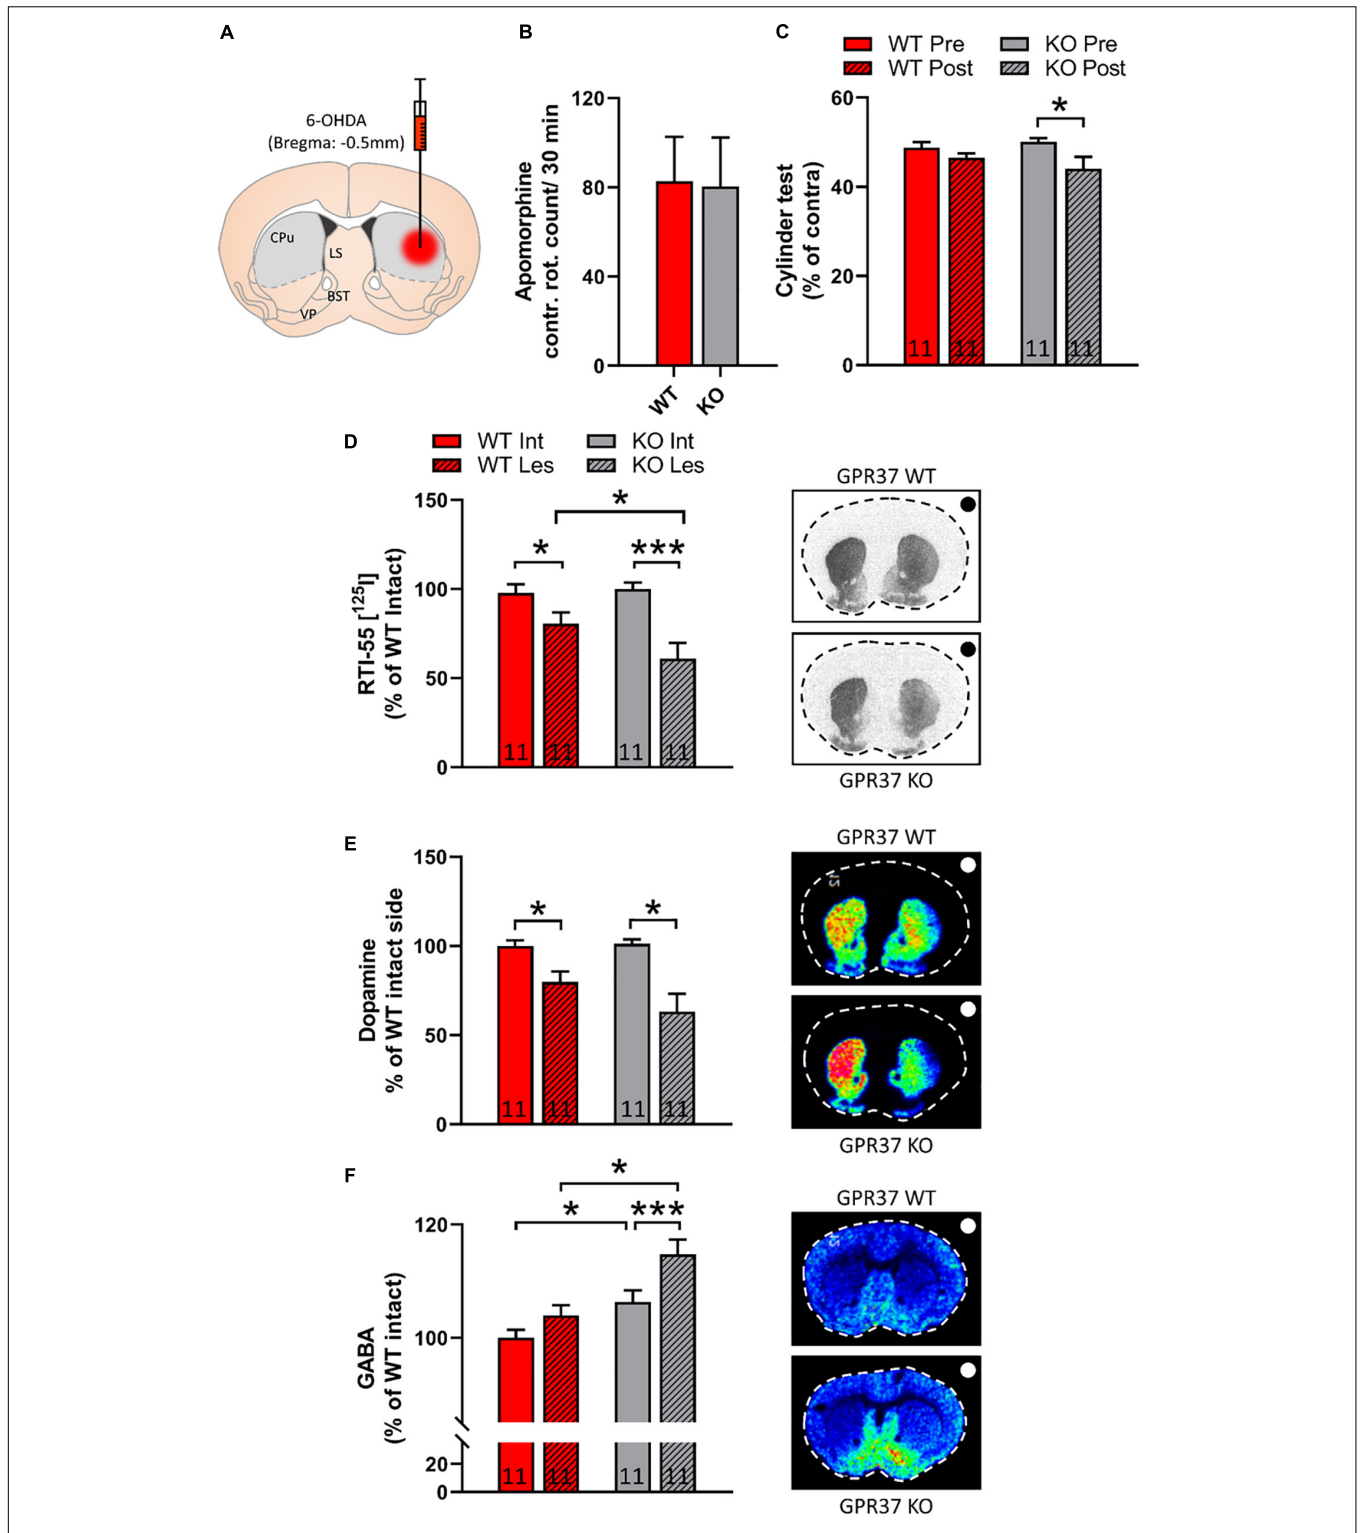 A
6-OHDA
(Bregma: -0.5mm)
CPu
LS
BST
VP
B
Apomorphine
contr. rot. count/ 30 min
120
80
40
0
WT
KO
C
WT Pre
KO Pre
WT Post
KO Post
Cylinder test
(% of contra)
60
40
20
0
*
11
11
11
11
D
WT Int
KO Int
WT Les
KO Les
RTI-55 [125I]
(% of WT Intact)
150
100
50
0
*
*
***
11
11
11
11
GPR37 WT
GPR37 KO
E
Dopamine
% of WT intact side
150
100
50
0
*
*
11
11
11
11
GPR37 WT
12
GPR37 KO
F
GABA
(% of WT intact)
120
100
20
0
*
*
***
11
11
11
11
GPR37 WT
GPR37 KO